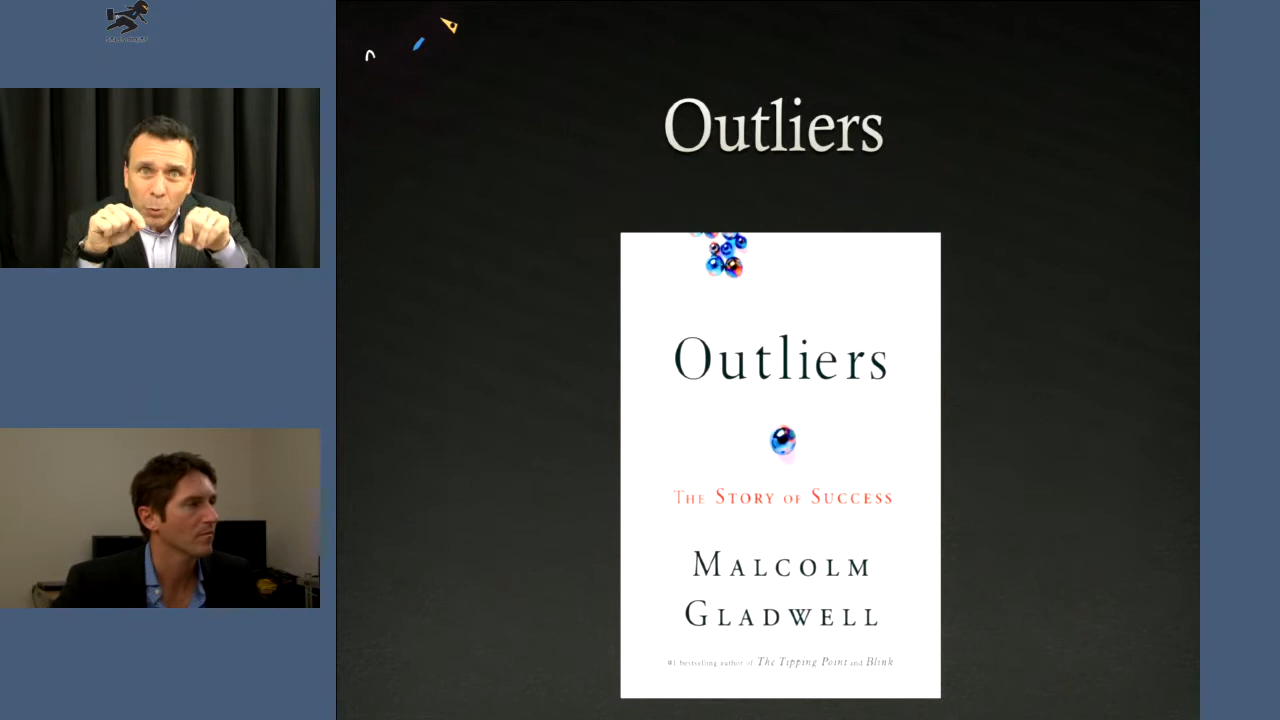 Outliers
Outliers
THE STORY OF SUCCESS
MALCOLM
GLADWELL
#1 bestselling author of The Tipping Point and Blink